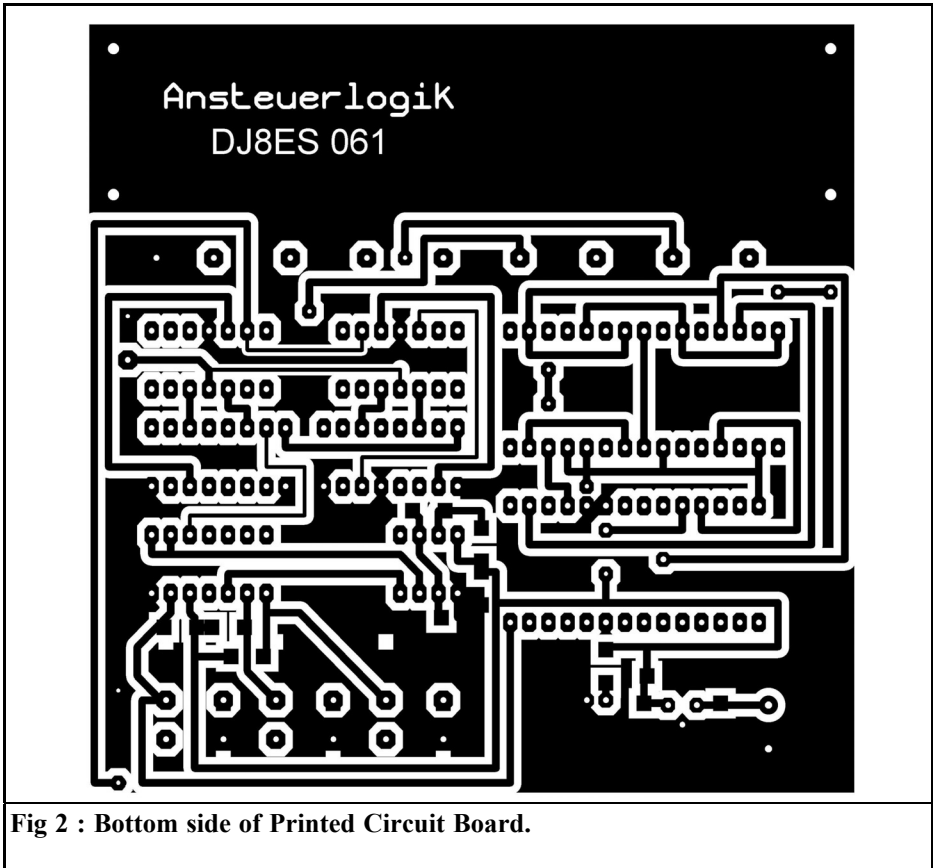 Ansteuerlogik
DJ8ES 061
Fig 2 : Bottom side of Printed Circuit Board.